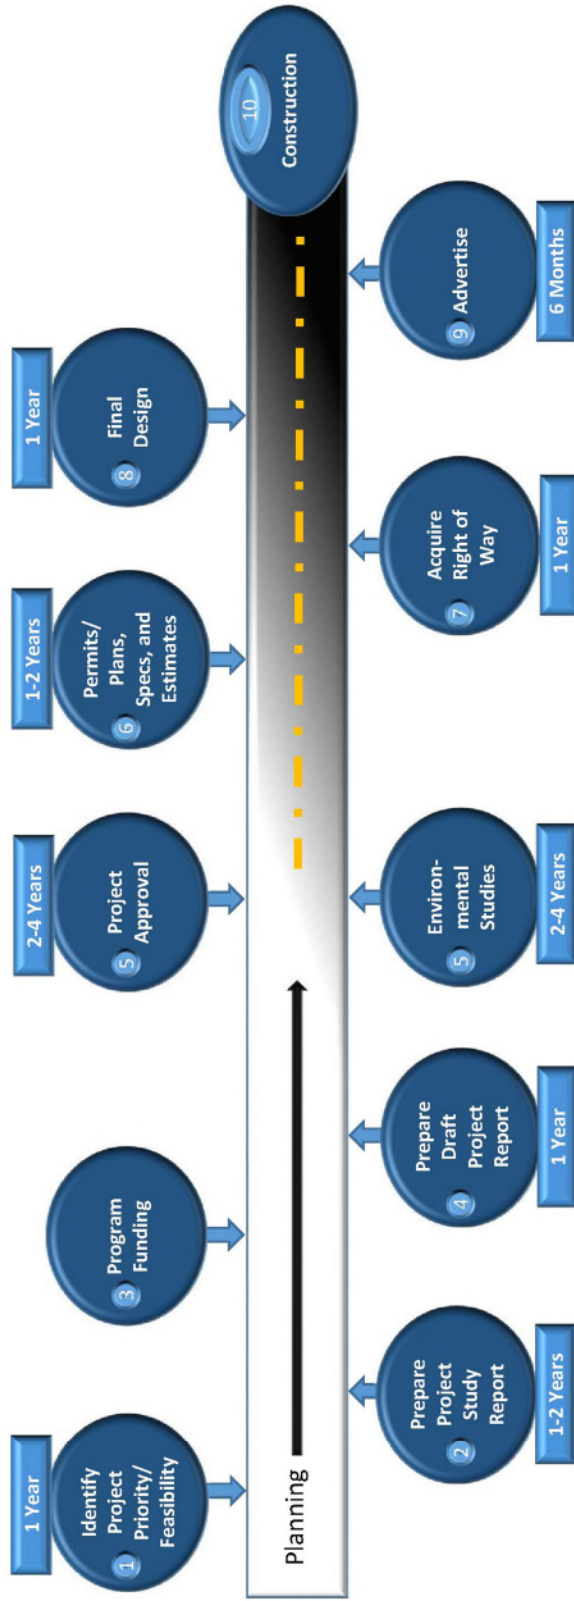 1 Year
Identify
Project
Priority/
Feasibility
1
Program
Funding
3
2-4 Years
Project
Approval
5
1-2 Years
Permits/
Plans,
Specs, and
Estimates
6
1 Year
Final
Design
8
Planning
10
Construction
Prepare
Project
Study
Report
2
1-2 Years
Prepare
Draft
Project
Report
4
1 Year
Environ-
mental
Studies
5
2-4 Years
Acquire
Right of
Way
7
1 Year
Advertise
9
6 Months